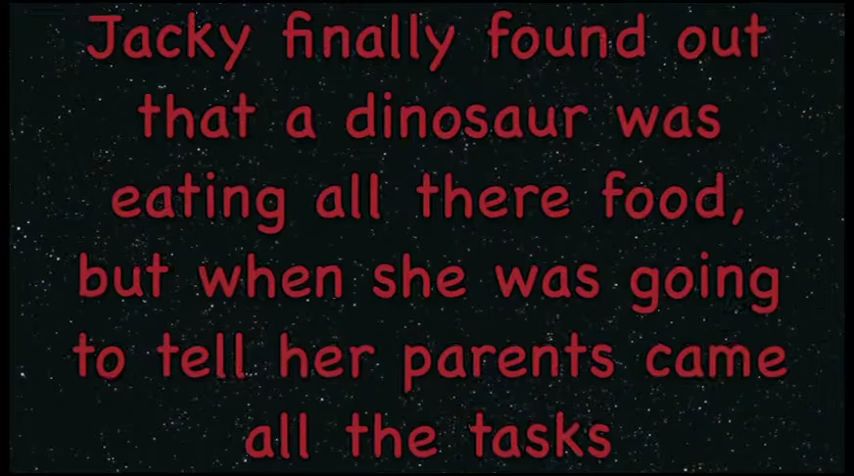 Jacky finally found out
that a dinosaur was
eating all there food,
but when she was going
to tell her parents came
all the tasks